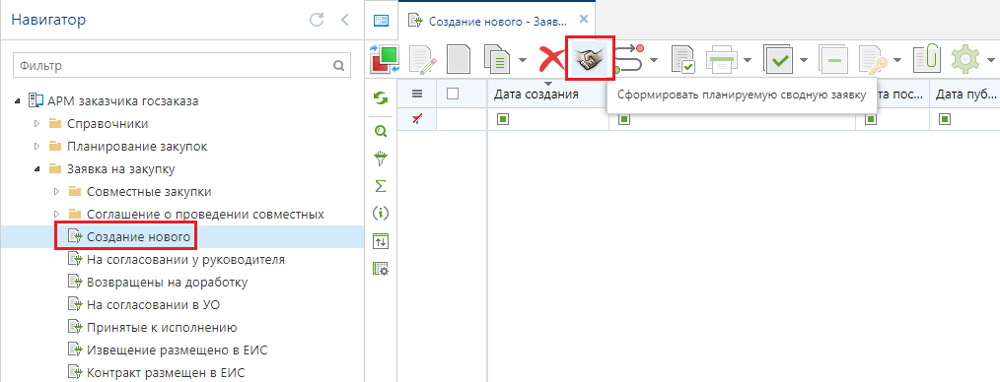 Навигатор
Создание нового - Заяв...
Фильтр
АРМ заказчика госзаказа
Справочники
Планирование закупок
Заявка на закупку
Совместные закупки
Соглашение о проведении совместных
Создание нового
На согласовании у руководителя
Возвращены на доработку
На согласовании в УО
Принятые к исполнению
Извещение размещено в ЕИС
Контракт размещен в ЕИС
Сформировать планируемую сводную заявку
Дата создания
та пос... Дата пуб...